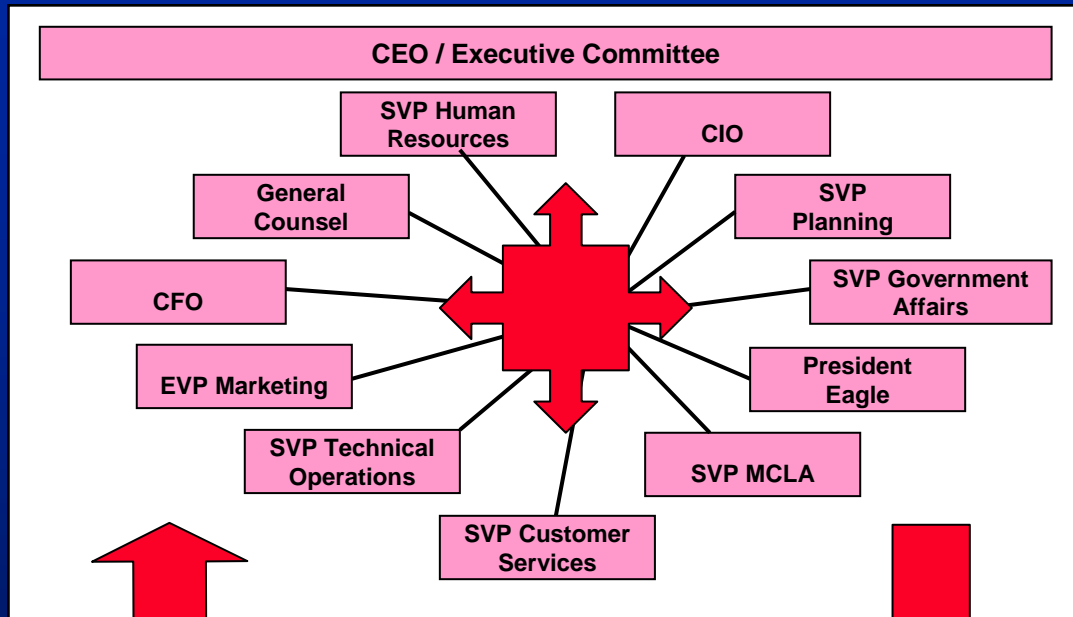 CEO / Executive Committee
SVP Human
Resources
CIO
General
Counsel
SVP
Planning
CFO
SVP Government
Affairs
EVP Marketing
President
Eagle
SVP Technical
Operations
SVP MCLA
SVP Customer
Services